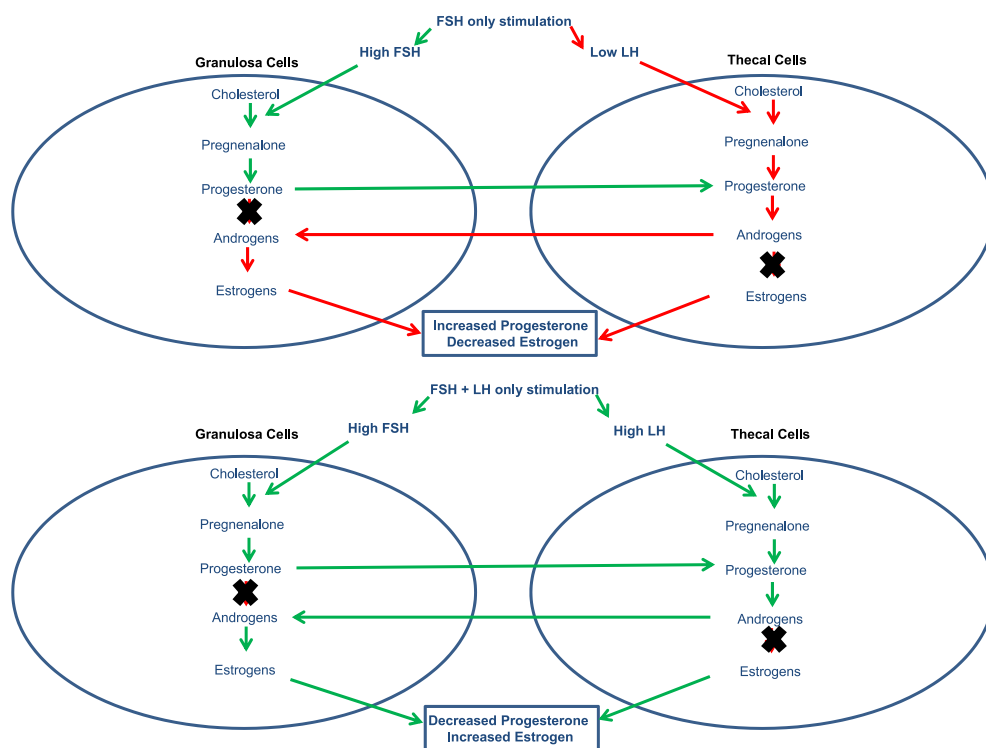 FSH only stimulation
High FSH
Low LH
Granulosa Cells
Thecal Cells
Cholesterol
Cholesterol
Pregnenalone
Pregnenalone
Progesterone
Progesterone
Androgens
Androgens
Estrogens
Estrogens
Increased Progesterone
Decreased Estrogen
FSH + LH only stimulation
High FSH
High LH
Granulosa Cells
Thecal Cells
Cholesterol
Cholesterol
Pregnenalone
Pregnenalone
Progesterone
Progesterone
Androgens
Androgens
Estrogens
Estrogens
Decreased Progesterone
Increased Estrogen